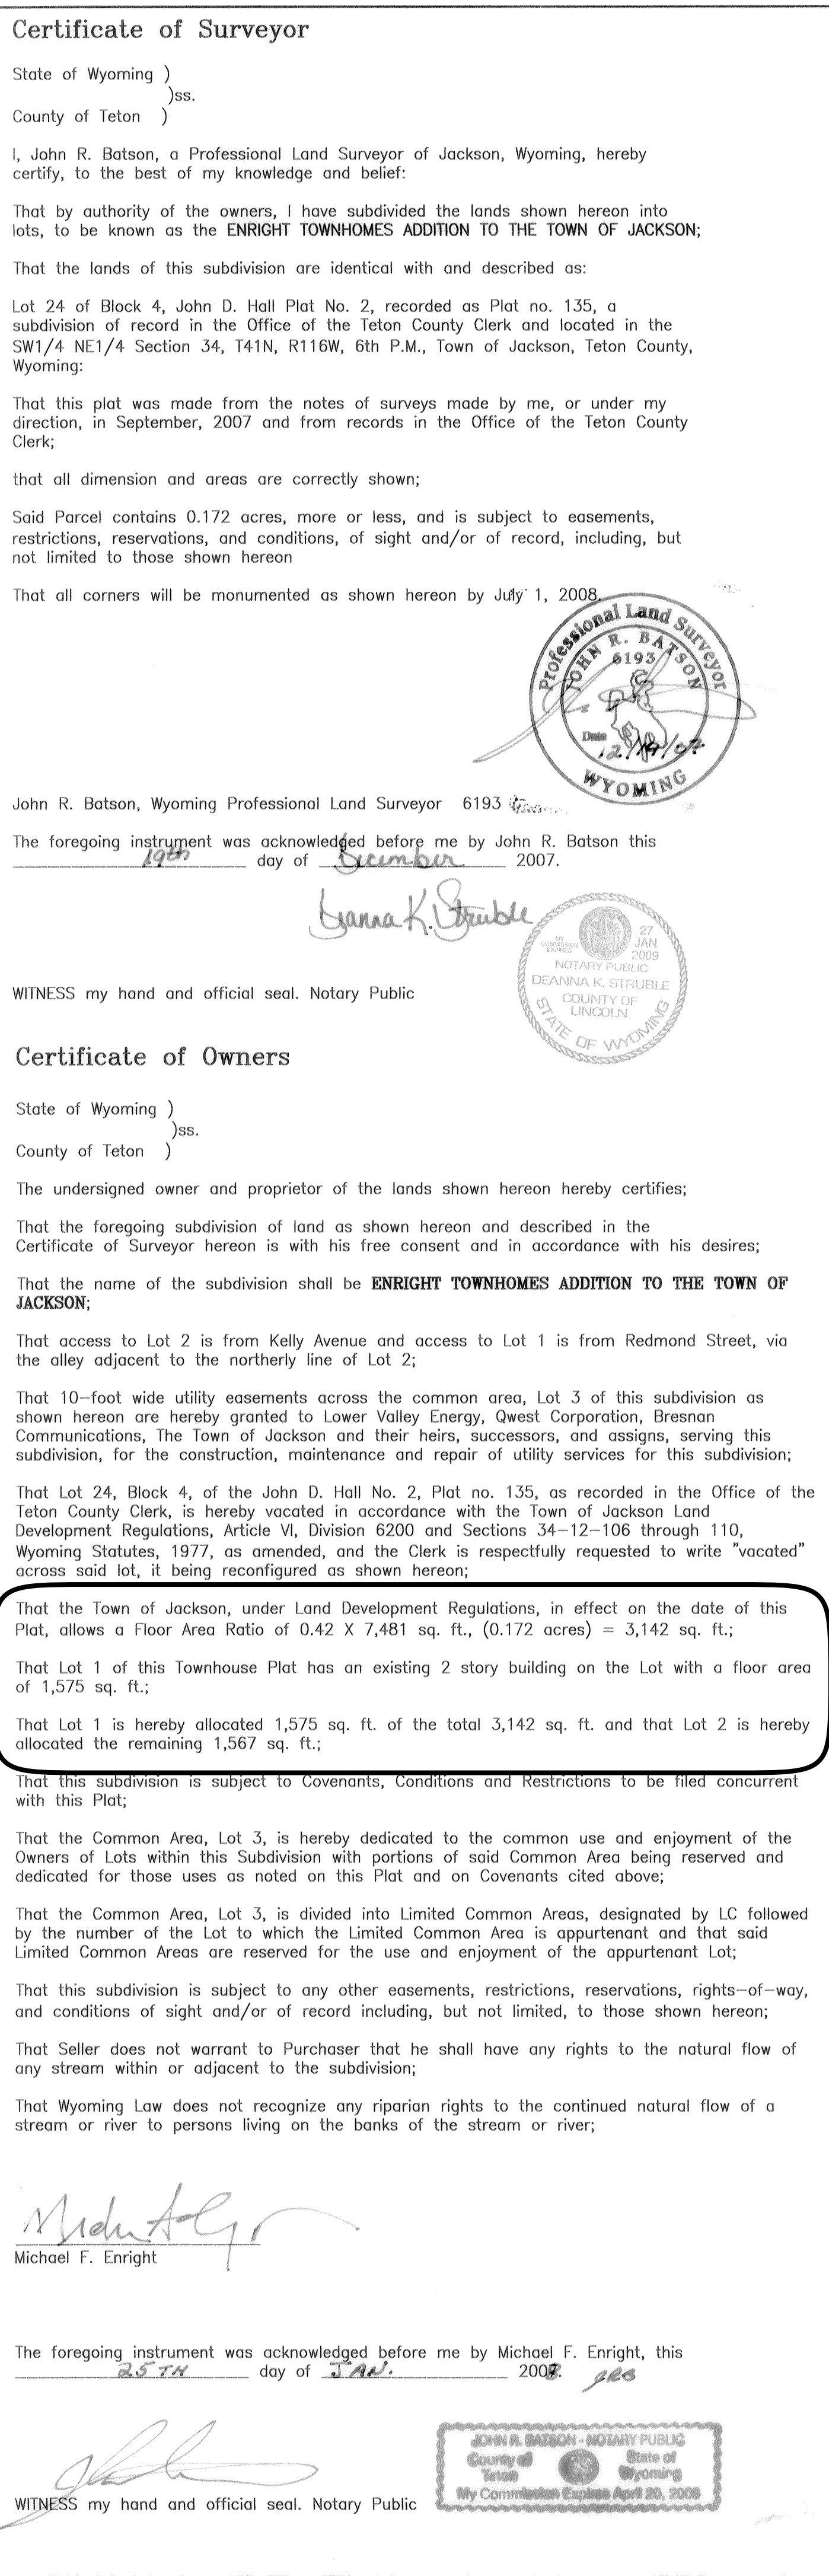 Certificate of Surveyor
State of Wyoming )
)ss.
County of Teton )
I, John R. Batson, a Professional Land Surveyor of Jackson, Wyoming, hereby
certify, to the best of my knowledge and belief:
That by authority of the owners, I have subdivided the lands shown hereon into
lots, to be known as the ENRIGHT TOWNHOMES ADDITION TO THE TOWN OF JACKSON;
That the lands of this subdivision are identical with and described as:
Lot 24 of Block 4, John D. Hall Plat No. 2, recorded as Plat no. 135, a
subdivision of record in the Office of the Teton County Clerk and located in the
SW1/4 NE1/4 Section 34, T41N, R116W, 6th P.M., Town of Jackson, Teton County,
Wyoming:
That this plat was made from the notes of surveys made by me, or under my
direction, in September, 2007 and from records in the Office of the Teton County
Clerk;
that all dimension and areas are correctly shown;
Said Parcel contains 0.172 acres, more or less, and is subject to easements,
restrictions, reservations, and conditions, of sight and/or of record, including, but
not limited to those shown hereon
That all corners will be monumented as shown hereon by July 1, 2008.
Professional Land Surveyor
JOHN R. BATSON
6193
Date
12/19/07
WYOMING
John R. Batson, Wyoming Professional Land Surveyor 6193
The foregoing instrument was acknowledged before me by John R. Batson this
19th day of December 2007.
Deanna K. Struble
MY COMMISSION EXPIRES
27
JAN
2009
NOTARY PUBLIC
DEANNA K. STRUBLE
COUNTY OF
LINCOLN
STATE OF WYOMING
WITNESS my hand and official seal. Notary Public
Certificate of Owners
State of Wyoming )
)ss.
County of Teton )
The undersigned owner and proprietor of the lands shown hereon hereby certifies;
That the foregoing subdivision of land as shown hereon and described in the
Certificate of Surveyor hereon is with his free consent and in accordance with his desires;
That the name of the subdivision shall be ENRIGHT TOWNHOMES ADDITION TO THE TOWN OF
JACKSON;
That access to Lot 2 is from Kelly Avenue and access to Lot 1 is from Redmond Street, via
the alley adjacent to the northerly line of Lot 2;
That 10-foot wide utility easements across the common area, Lot 3 of this subdivision as
shown hereon are hereby granted to Lower Valley Energy, Qwest Corporation, Bresnan
Communications, The Town of Jackson and their heirs, successors, and assigns, serving this
subdivision, for the construction, maintenance and repair of utility services for this subdivision;
That Lot 24, Block 4, of the John D. Hall No. 2, Plat no. 135, as recorded in the Office of the
Teton County Clerk, is hereby vacated in accordance with the Town of Jackson Land
Development Regulations, Article VI, Division 6200 and Sections 34-12-106 through 110,
Wyoming Statutes, 1977, as amended, and the Clerk is respectfully requested to write "vacated"
across said lot, it being reconfigured as shown hereon;
That the Town of Jackson, under Land Development Regulations, in effect on the date of this
Plat, allows a Floor Area Ratio of 0.42 X 7,481 sq. ft., (0.172 acres) = 3,142 sq. ft.;
That Lot 1 of this Townhouse Plat has an existing 2 story building on the Lot with a floor area
of 1,575 sq. ft.;
That Lot 1 is hereby allocated 1,575 sq. ft. of the total 3,142 sq. ft. and that Lot 2 is hereby
allocated the remaining 1,567 sq. ft.;
That this subdivision is subject to Covenants, Conditions and Restrictions to be filed concurrent
with this Plat;
That the Common Area, Lot 3, is hereby dedicated to the common use and enjoyment of the
Owners of Lots within this Subdivision with portions of said Common Area being reserved and
dedicated for those uses as noted on this Plat and on Covenants cited above;
That the Common Area, Lot 3, is divided into Limited Common Areas, designated by LC followed
by the number of the Lot to which the Limited Common Area is appurtenant and that said
Limited Common Areas are reserved for the use and enjoyment of the appurtenant Lot;
That this subdivision is subject to any other easements, restrictions, reservations, rights-of-way,
and conditions of sight and/or of record including, but not limited, to those shown hereon;
That Seller does not warrant to Purchaser that he shall have any rights to the natural flow of
any stream within or adjacent to the subdivision;
That Wyoming Law does not recognize any riparian rights to the continued natural flow of a
stream or river to persons living on the banks of the stream or river;
Michael F. Enright
The foregoing instrument was acknowledged before me by Michael F. Enright, this
25TH day of JAN. 2008. JRB
JOHN R. BATSON - NOTARY PUBLIC
County of Teton
State of Wyoming
My Commission Expires April 20, 2008
WITNESS my hand and official seal. Notary Public